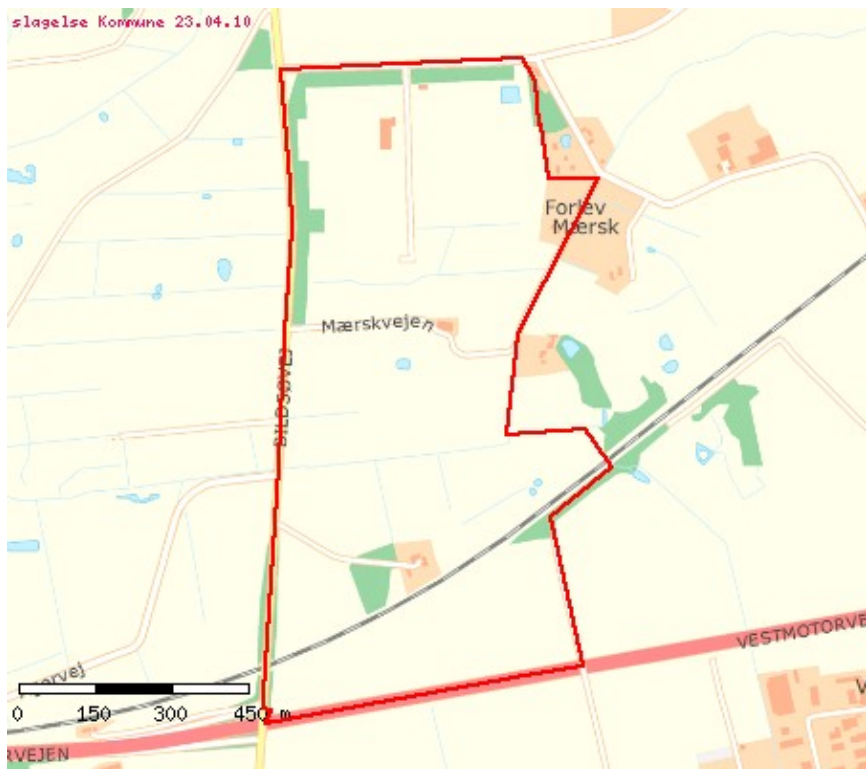 slagelse Kommune 23.04.10
Forlev
Mærsk
Mærskvejen
BILDSØVEJ
VESTMOTORVE
0 150 300 450 m
RVEJEN